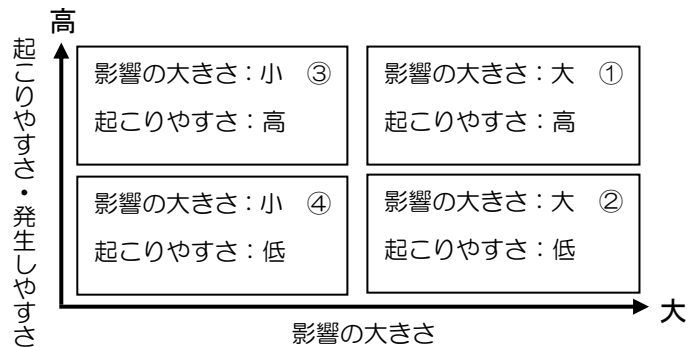 高
起こりやすさ・発生しやすさ
影響の大きさ：小 ③
起こりやすさ：高
影響の大きさ：大 ①
起こりやすさ：高
影響の大きさ：小 ④
起こりやすさ：低
影響の大きさ：大 ②
起こりやすさ：低
大
影響の大きさ